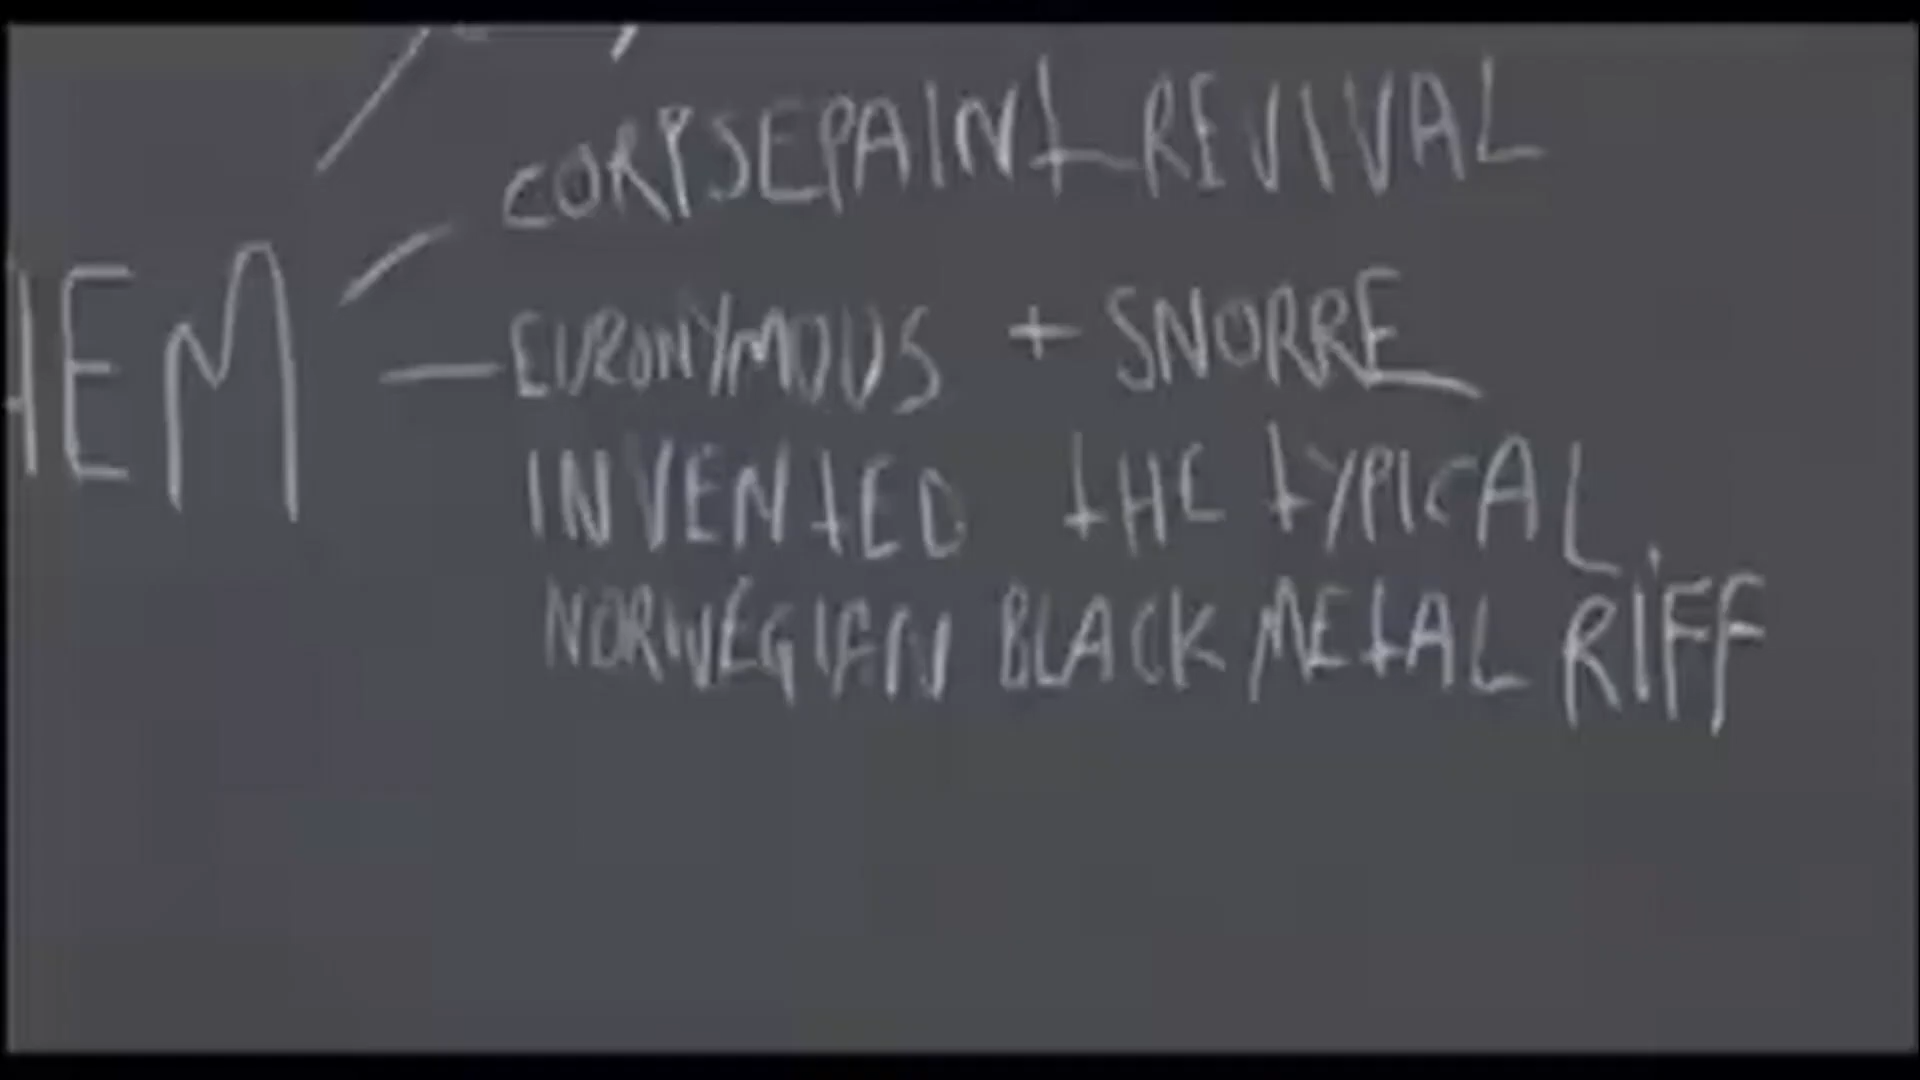 CORPSEPAINT REVIVAL
HEM
EURONYMOUS + SNORRE
INVENTED THE TYPICAL
NORWEGIAN BLACK METAL RIFF